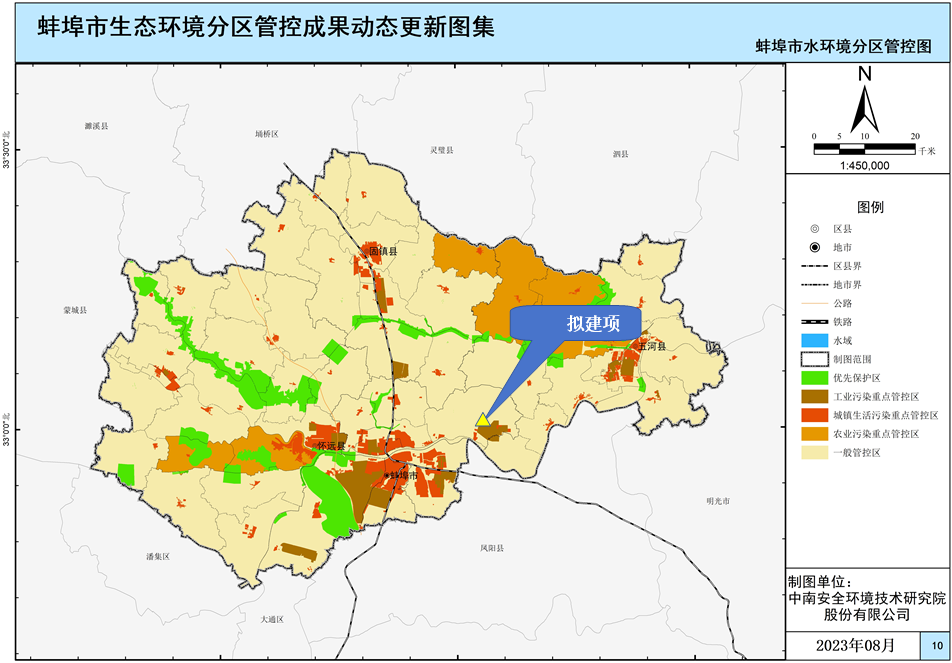 蚌埠市生态环境分区管控成果动态更新图集
蚌埠市水环境分区管控图
N
0 5 10 20
千米
1:450,000
33°30'0"北
33°0'0"北
濉溪县
埇桥区
灵璧县
泗县
固镇县
蒙城县
拟建项
五河县
怀远县
蚌埠市
明光市
凤阳县
潘集区
大通区
图例
区县
地市
区县界
地市界
公路
铁路
水域
制图范围
优先保护区
工业污染重点管控区
城镇生活污染重点管控区
农业污染重点管控区
一般管控区
制图单位：
中南安全环境技术研究院
股份有限公司
2023年08月
10